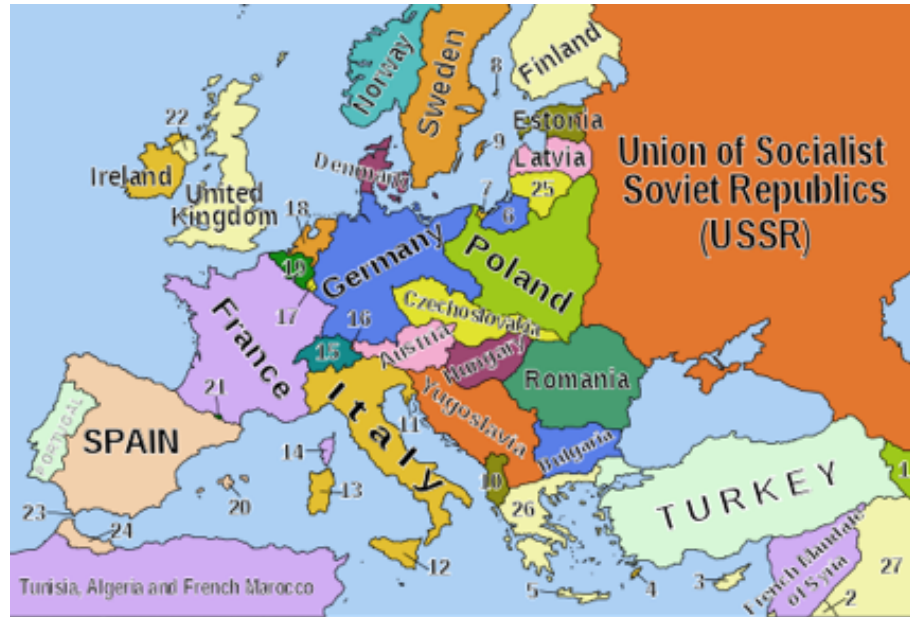 8
Finland
Norway
Sweden
22
Estonia
9
Ireland
Denmark
Latvia
Union of Socialist
Soviet Republics
(USSR)
United
Kingdom
7
25
18
6
Germany
Poland
19
17
16
Czechoslovakia
France
15
Austria
Hungary
Romania
21
11
Italy
Yugoslavia
PORTUGAL
SPAIN
14
Bulgaria
13
10
TURKEY
1
23
24
20
26
12
27
Tunisia, Algeria and French Marocco
5
4
3
French Mandate
of Syria
2